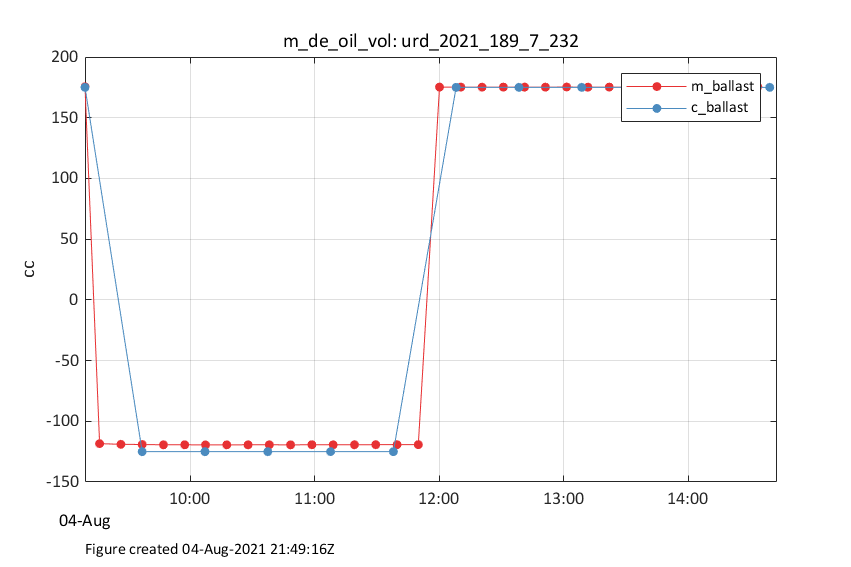 m_de_oil_vol: urd_2021_189_7_232
200
150
100
50
0
-50
-100
-150
cc
m_ballast
c_ballast
10:00
11:00
12:00
13:00
14:00
04-Aug
Figure created 04-Aug-2021 21:49:16Z